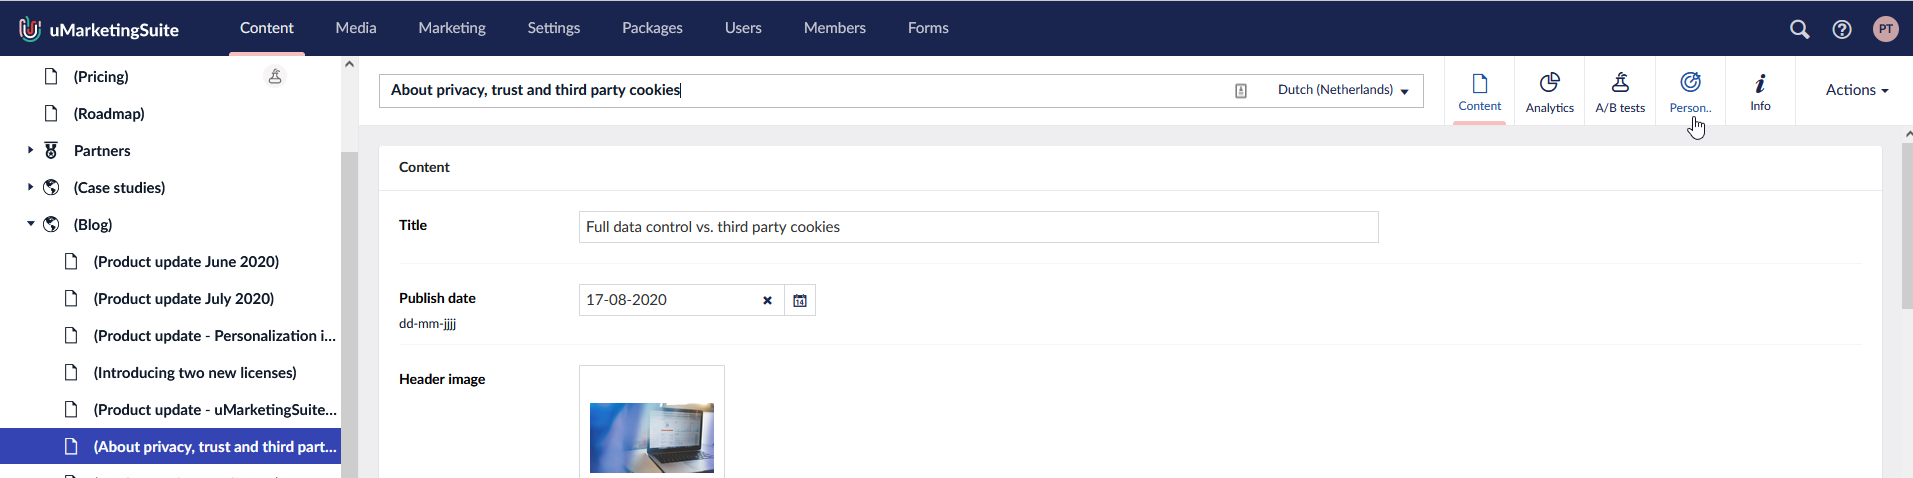 uMarketingSuite
Content Media Marketing Settings Packages Users Members Forms
PT
(Pricing)
(Roadmap)
Partners
(Case studies)
(Blog)
(Product update June 2020)
(Product update July 2020)
(Product update - Personalization i...
(Introducing two new licenses)
(Product update - uMarketingSuite...
(About privacy, trust and third part...
About privacy, trust and third party cookies
Dutch (Netherlands)
Content
Analytics
A/B tests
Person..
Info
Actions
Content
Title
Full data control vs. third party cookies
Publish date
dd-mm-jjjj
17-08-2020
14
Header image